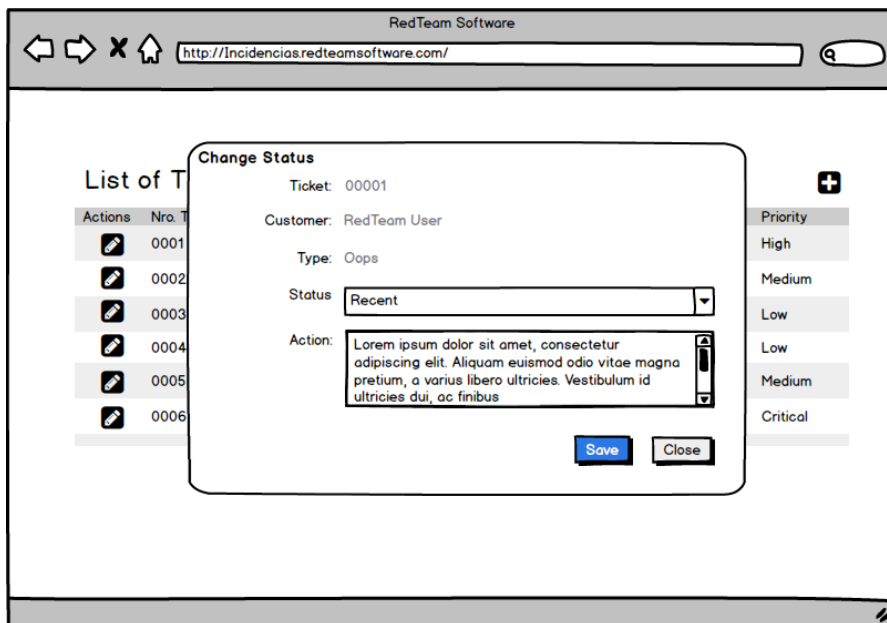 RedTeam Software
http://Incidencias.redteamsoftware.com/
Change Status
List of T
Ticket: 00001
Customer: RedTeam User
Type: Oops
Status Recent
Action: Lorem ipsum dolor sit amet, consectetur
adipiscing elit. Aliquam euismod odio vitae magna
pretium, a varius libero ultricies. Vestibulum id
ultricies dui, ac finibus
Save Close
Actions Nro. T Priority
0001 High
0002 Medium
0003 Low
0004 Low
0005 Medium
0006 Critical